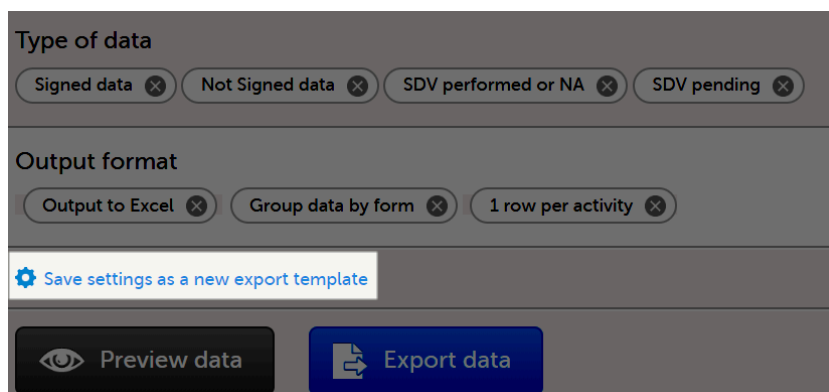 Type of data
Signed data Not Signed data SDV performed or NA SDV pending
Output format
Output to Excel Group data by form 1 row per activity
Save settings as a new export template
Preview data Export data